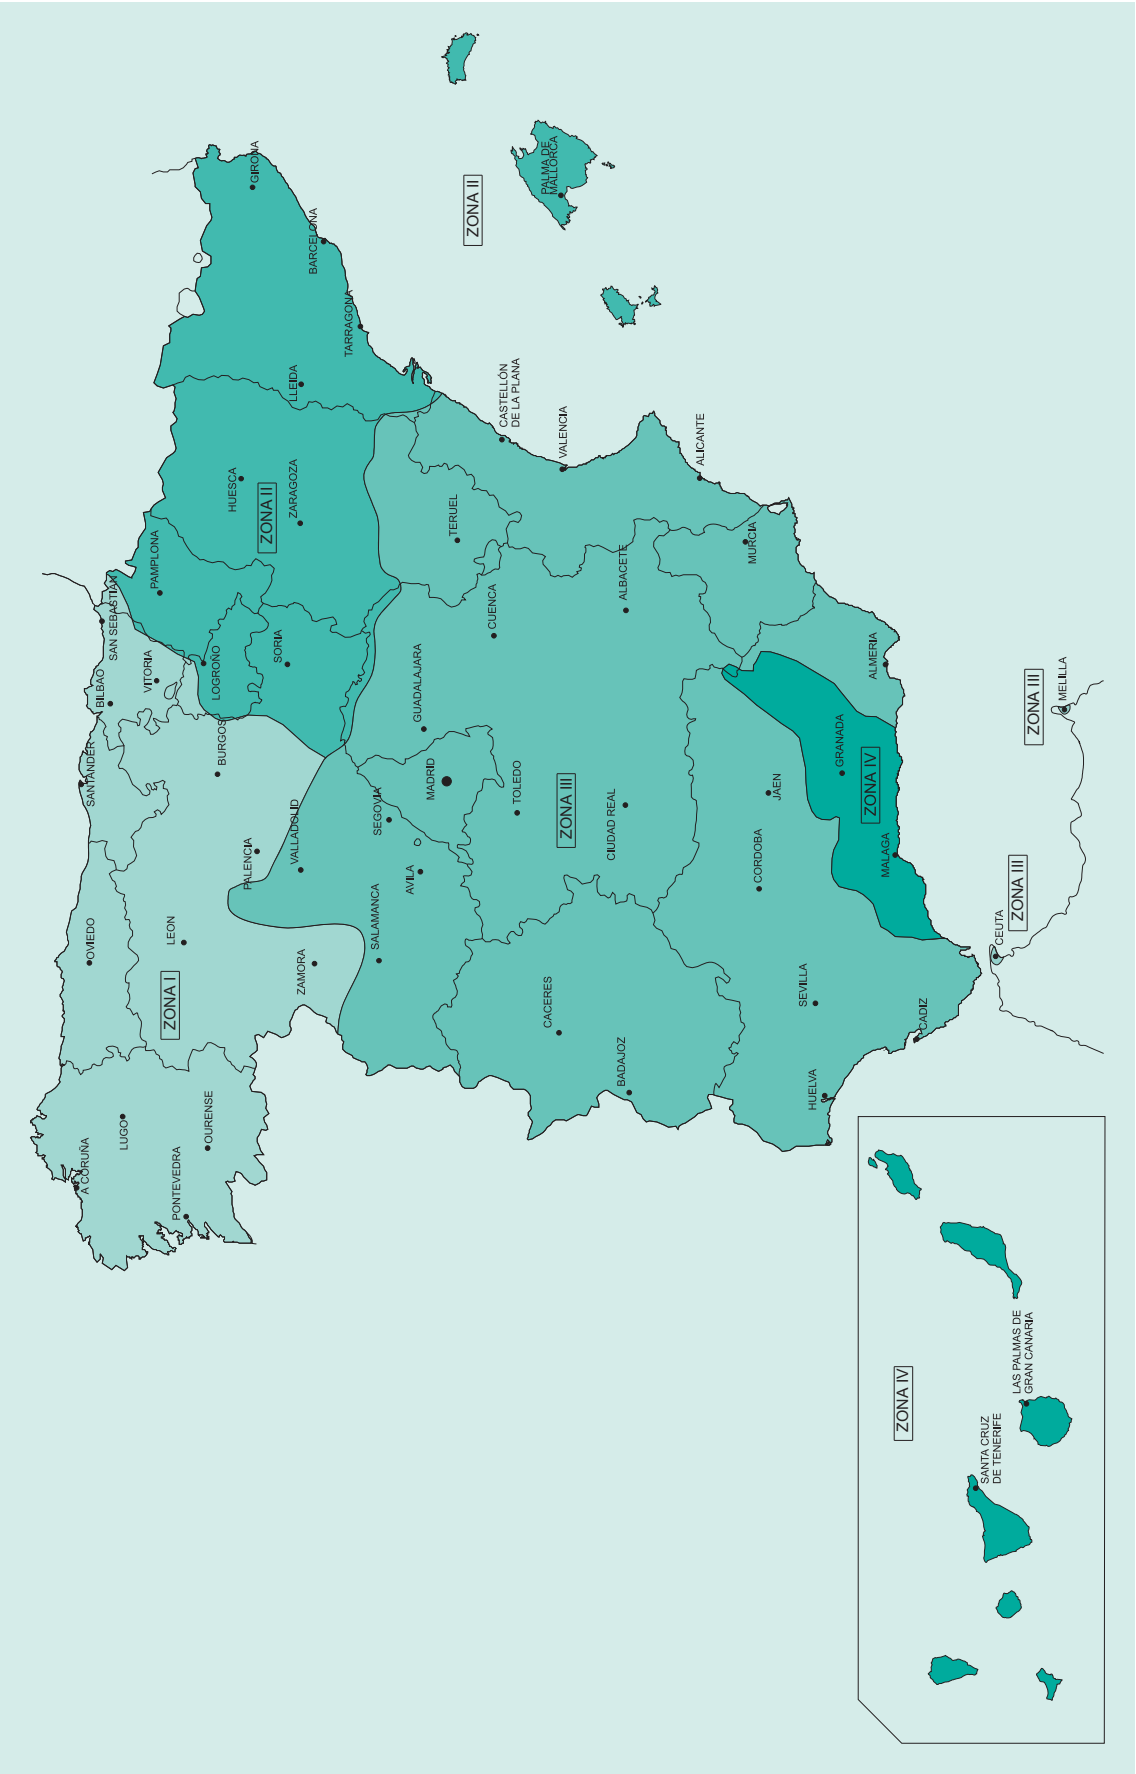 A CORUÑA
LUGO
PONTEVEDRA
OURENSE
OVIEDO
LEON
ZONA I
ZAMORA
SANTANDER
BURGOS
PALENCIA
VALLADOLID
BILBAO
VITORIA
SAN SEBASTIAN
LOGROÑO
PAMPLONA
SORIA
HUESCA
ZONA II
ZARAGOZA
LLEIDA
GIRONA
BARCELONA
TARRAGONA
ZONA II
PALMA DE
MALLORCA
SALAMANCA
AVILA
SEGOVIA
MADRID
GUADALAJARA
CUENCA
TERUEL
CASTELLÓN
DE LA PLANA
VALENCIA
ALICANTE
TOLEDO
ZONA III
CIUDAD REAL
ALBACETE
MURCIA
CACERES
BADAJOZ
HUELVA
SEVILLA
CADIZ
CORDOBA
JAEN
GRANADA
ZONA IV
MALAGA
ALMERIA
CEUTA
ZONA III
ZONA III
MELILLA
ZONA IV
SANTA CRUZ
DE TENERIFE
LAS PALMAS DE
GRAN CANARIA